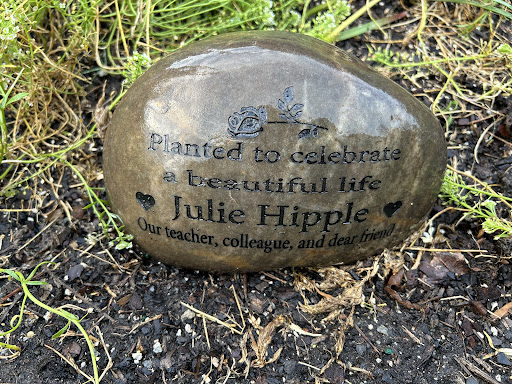 Planted to celebrate
a beautiful life
Julie Hipple
Our teacher, colleague, and dear friend